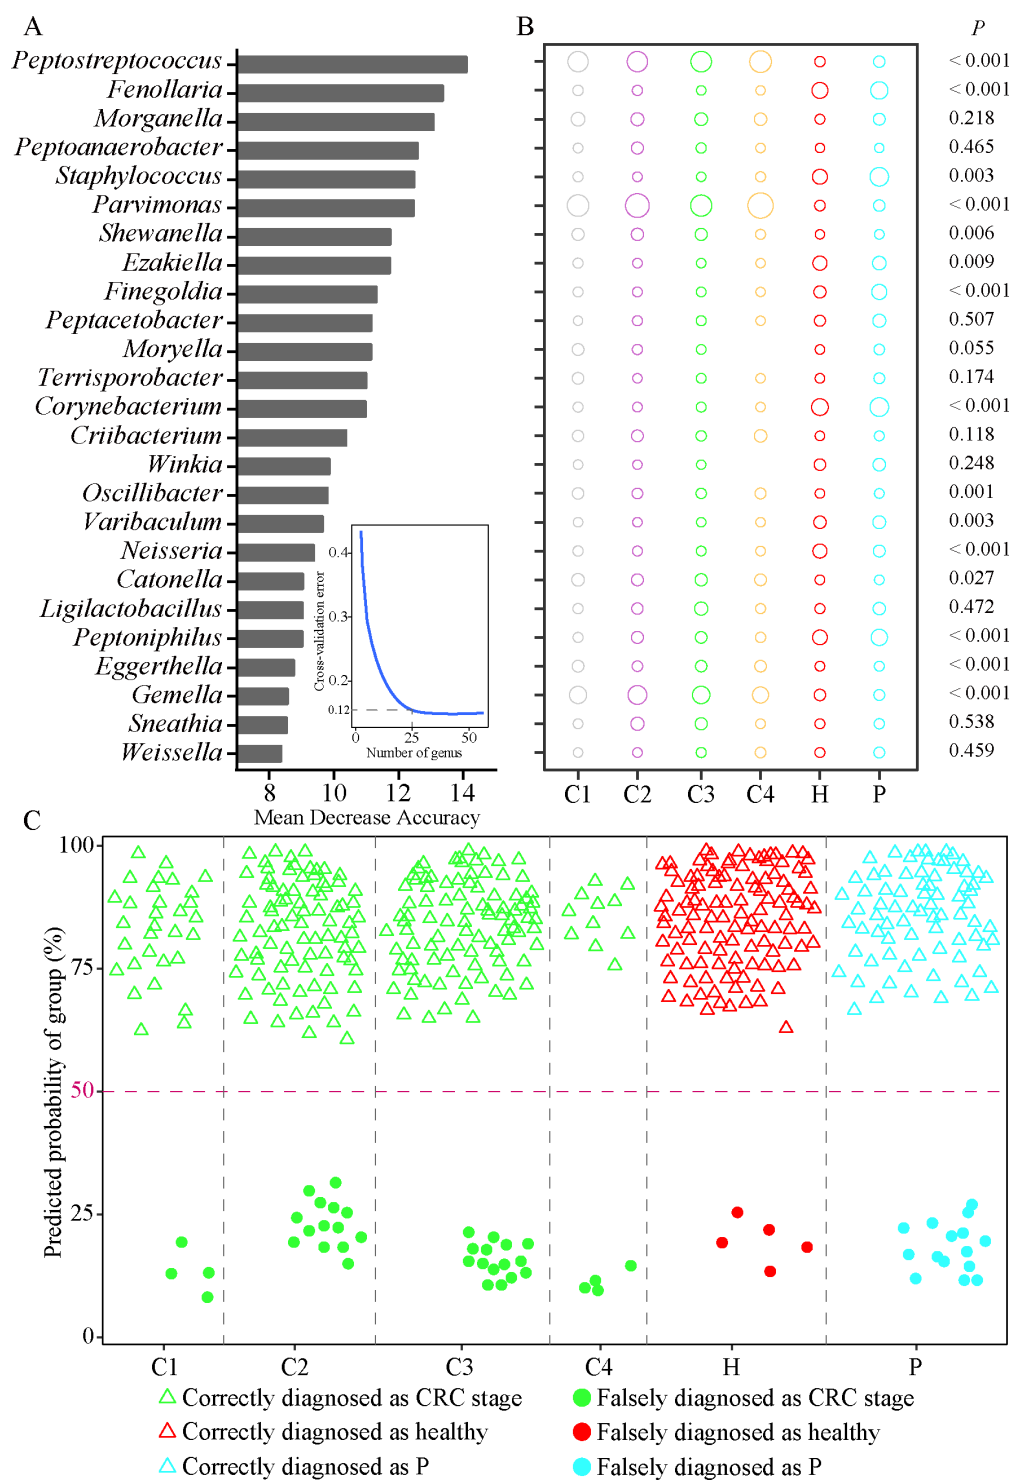 A
B
P
Peptostreptococcus
< 0.001
Fenollaria
< 0.001
Morganella
0.218
Peptoanaerobacter
0.465
Staphylococcus
0.003
Parvimonas
< 0.001
Shewanella
0.006
Ezakiella
0.009
Finegoldia
< 0.001
Peptacetobacter
0.507
Moryella
0.055
Terrisporobacter
0.174
Corynebacterium
< 0.001
Criibacterium
0.118
Winkia
0.248
Oscillibacter
0.001
Varibaculum
0.003
Neisseria
< 0.001
Catonella
0.027
Ligilactobacillus
0.472
Peptoniphilus
< 0.001
Eggerthella
< 0.001
Gemella
< 0.001
Sneathia
0.538
Weissella
0.459
Cross-validation error
0.4
0.3
0.2
0.12
0 25 50
Number of genus
8 10 12 14
Mean Decrease Accuracy
C1 C2 C3 C4 H P
C
Predicted probability of group (%)
100
75
50
25
0
C1 C2 C3 C4 H P
Correctly diagnosed as CRC stage
Falsely diagnosed as CRC stage
Correctly diagnosed as healthy
Falsely diagnosed as healthy
Correctly diagnosed as P
Falsely diagnosed as P